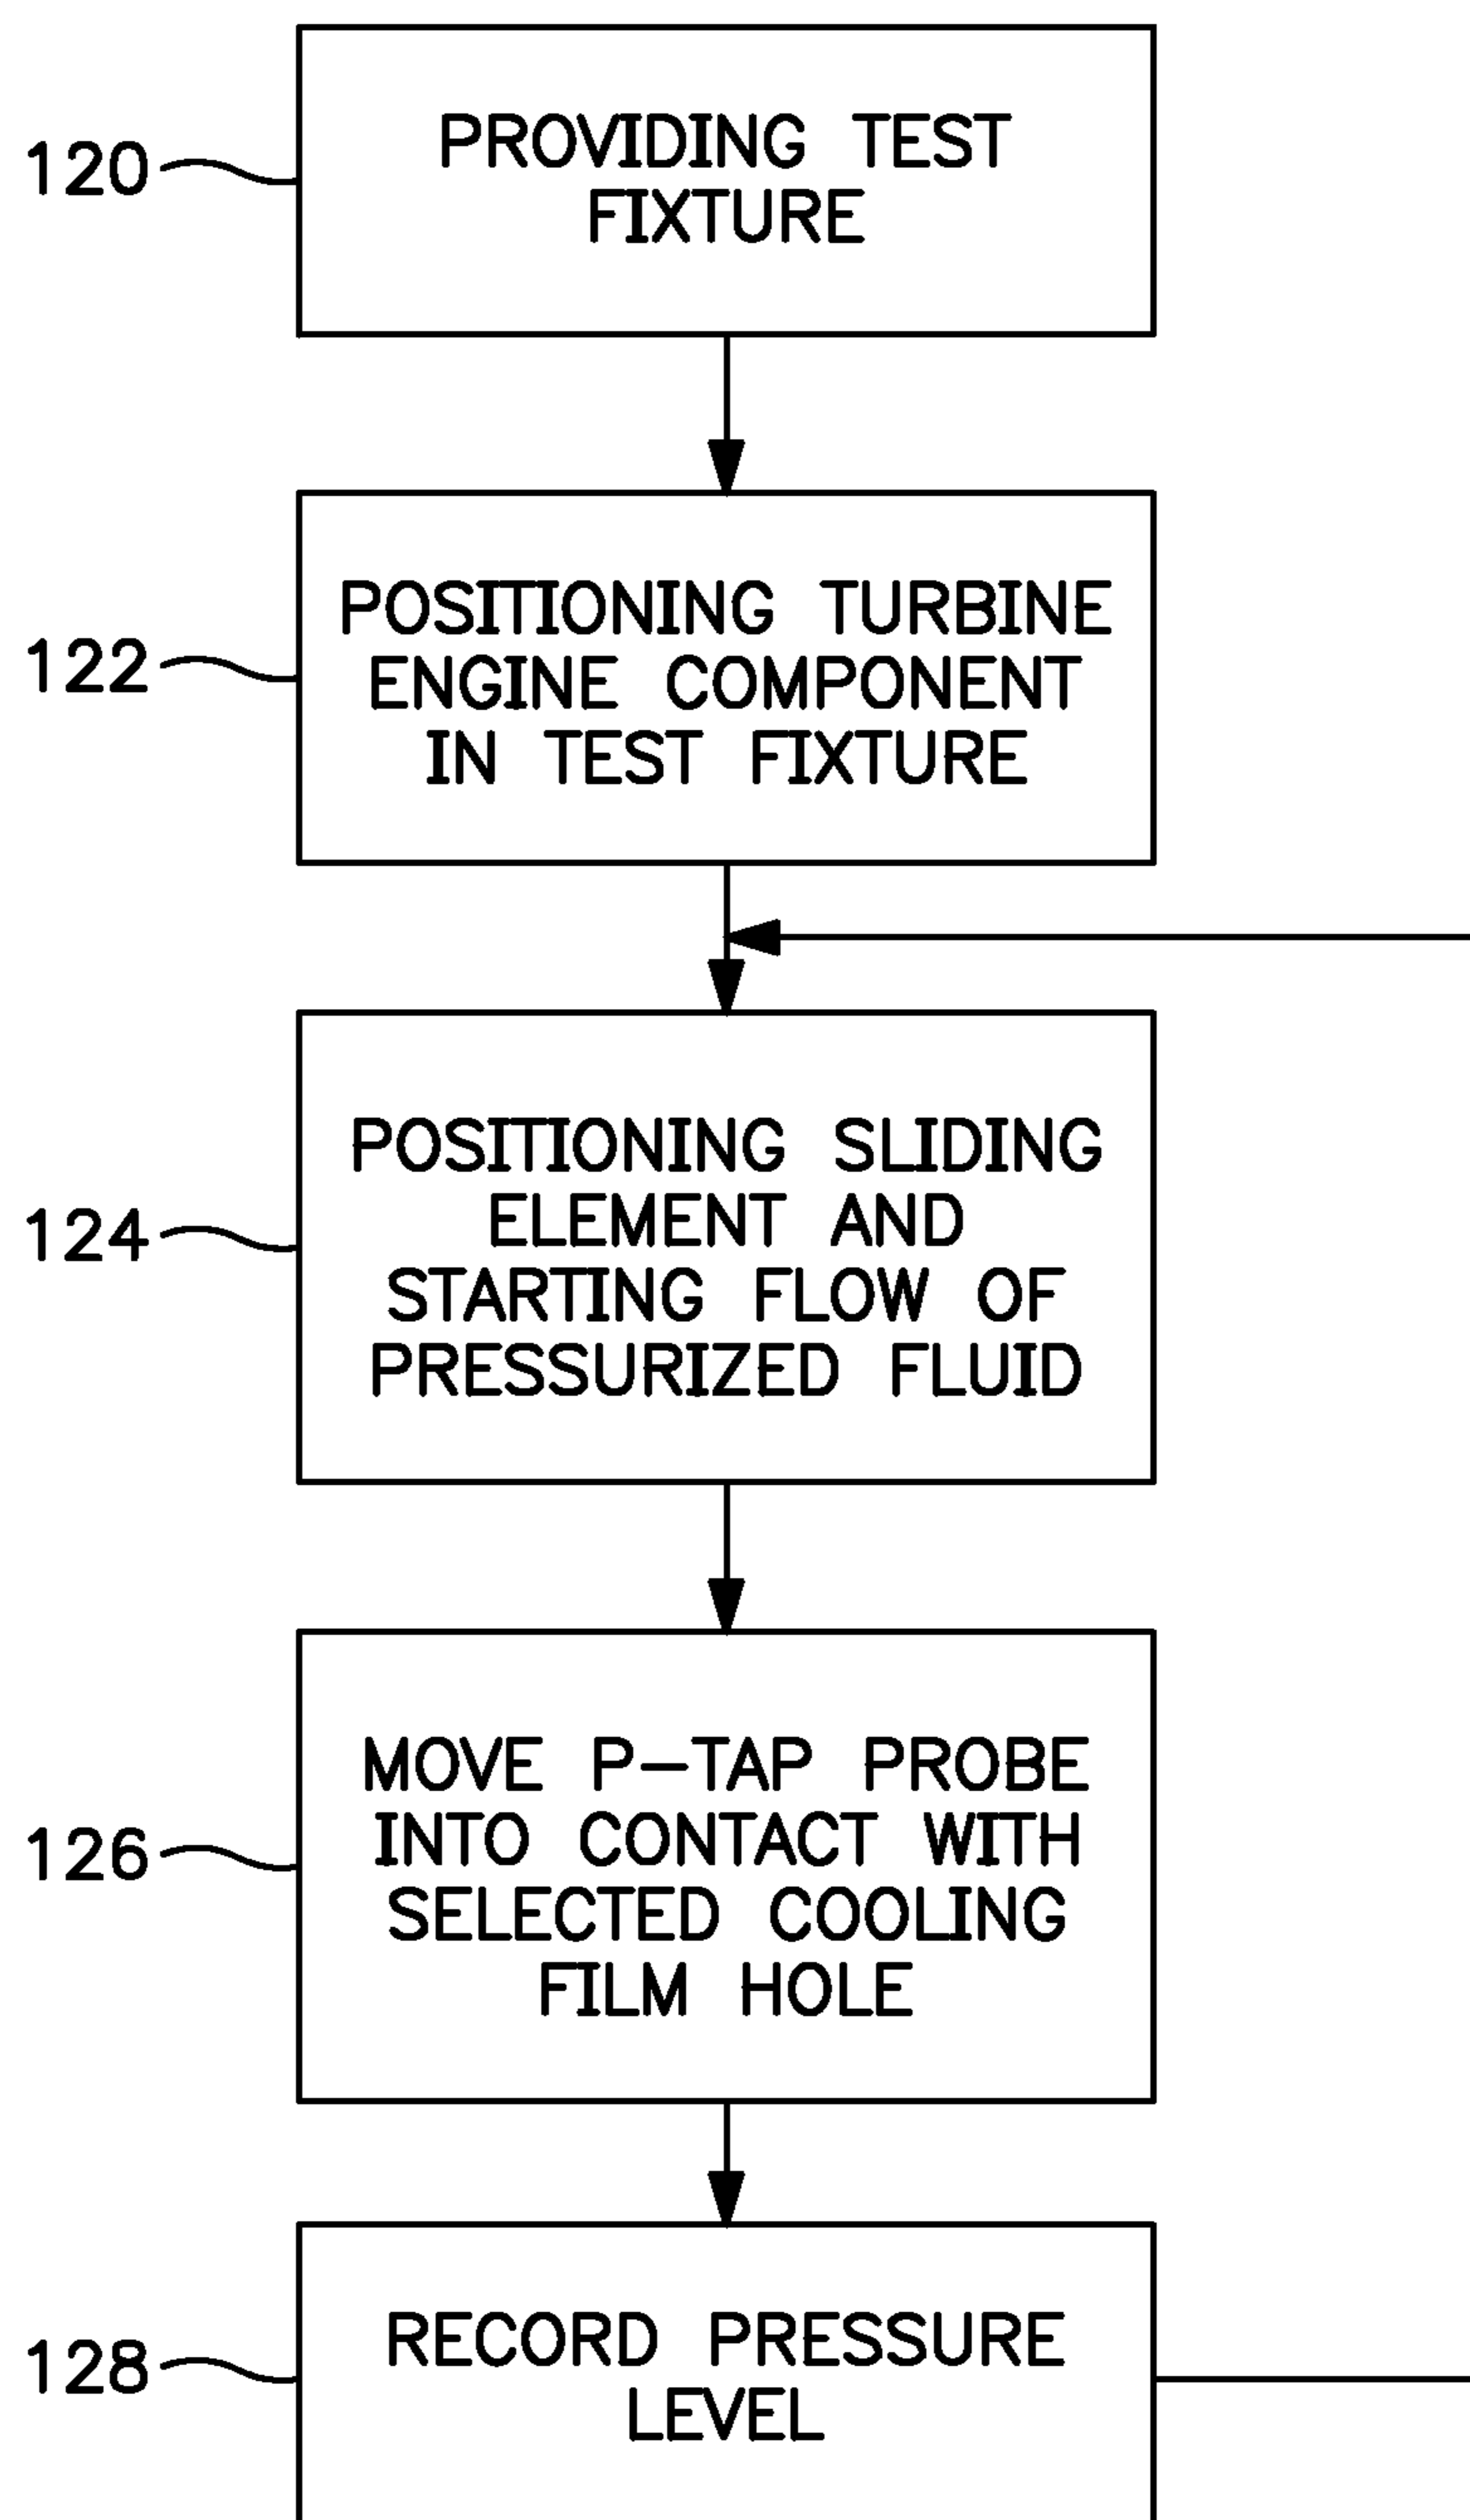 120
PROVIDING TEST
FIXTURE
122
POSITIONING TURBINE
ENGINE COMPONENT
IN TEST FIXTURE
124
POSITIONING SLIDING
ELEMENT AND
STARTING FLOW OF
PRESSURIZED FLUID
126
MOVE P-TAP PROBE
INTO CONTACT WITH
SELECTED COOLING
FILM HOLE
128
RECORD PRESSURE
LEVEL